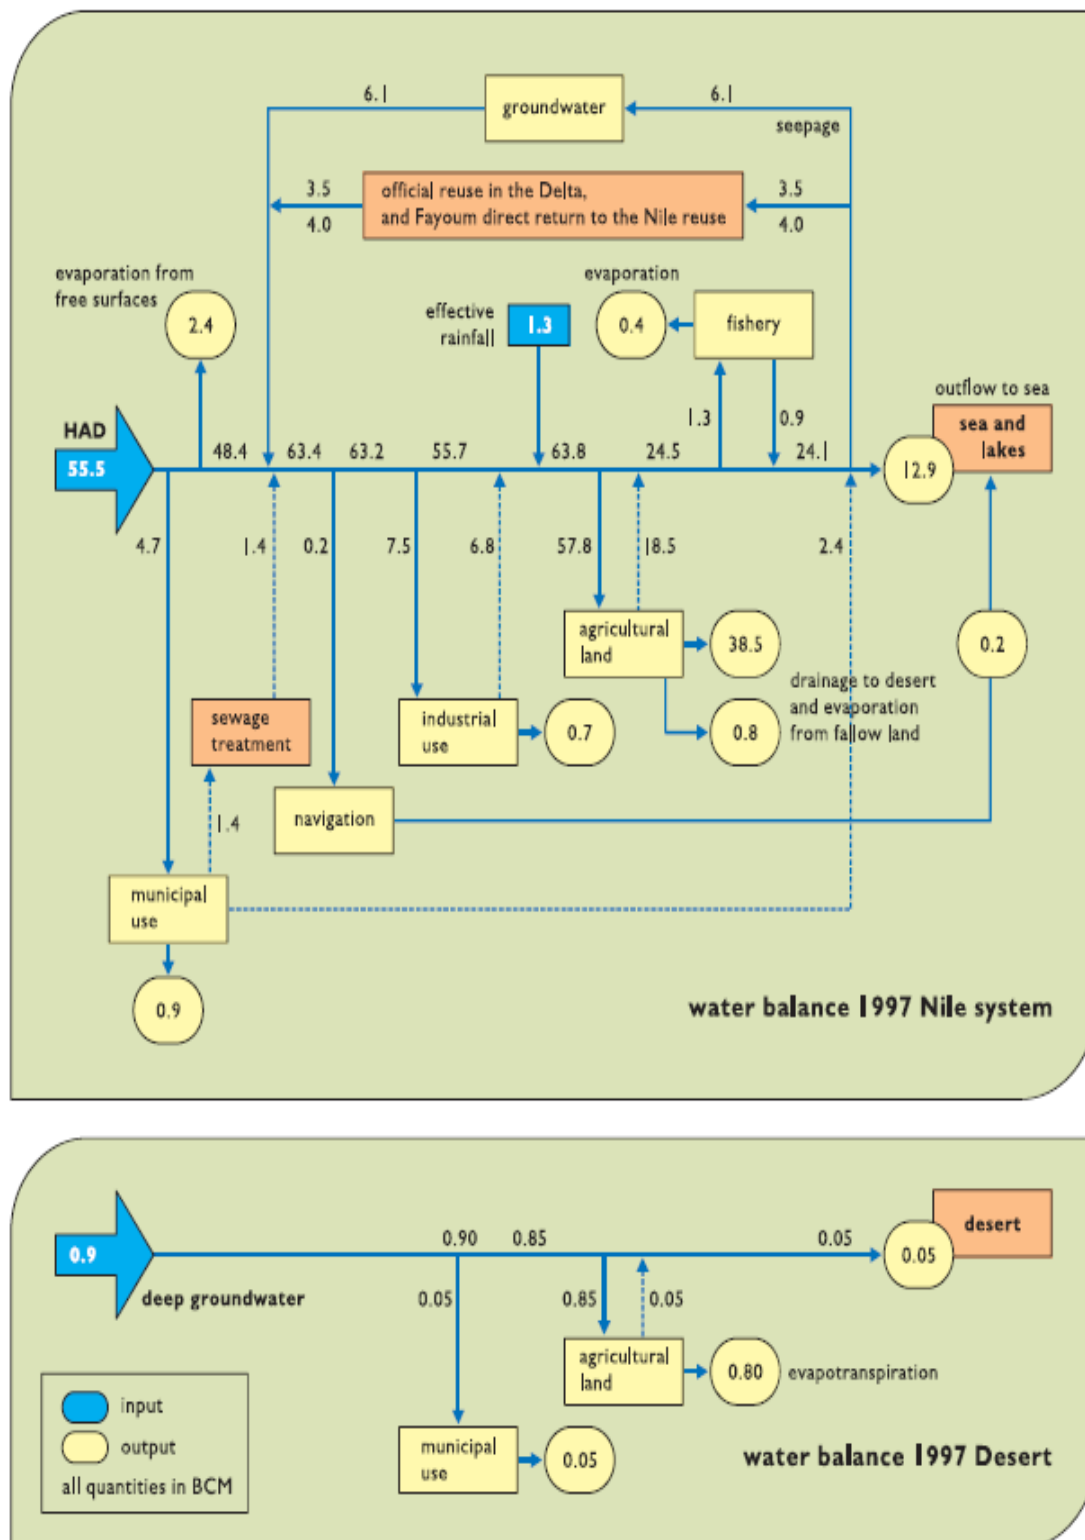 6.1
groundwater
6.1
seepage
3.5
4.0
official reuse in the Delta,
and Fayoum direct return to the Nile reuse
3.5
4.0
evaporation from
free surfaces
2.4
effective
rainfall
1.3
evaporation
0.4
fishery
1.3
0.9
outflow to sea
sea and
lakes
12.9
HAD
55.5
48.4
63.4
63.2
55.7
63.8
24.5
24.1
4.7
1.4
0.2
7.5
6.8
57.8
18.5
2.4
agricultural
land
38.5
0.2
drainage to desert
and evaporation
from fallow land
0.8
sewage
treatment
industrial
use
0.7
navigation
1.4
municipal
use
0.9
water balance 1997 Nile system
0.9
deep groundwater
0.90
0.85
0.05
0.05
desert
0.05
0.85
0.05
agricultural
land
0.80
evapotranspiration
municipal
use
0.05
input
output
all quantities in BCM
water balance 1997 Desert